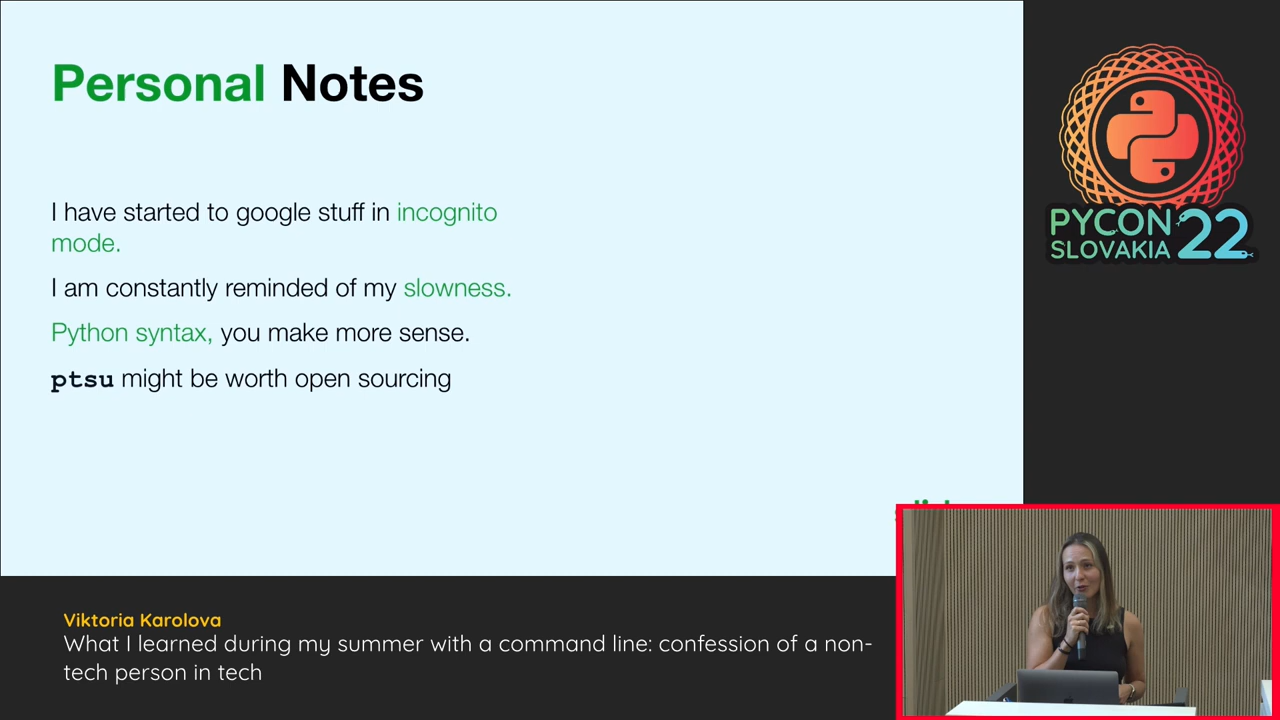 Personal Notes
I have started to google stuff in incognito
mode.
I am constantly reminded of my slowness.
Python syntax, you make more sense.
ptsu might be worth open sourcing
PYCON
SLOVAKIA
22
Viktoria Karolova
What I learned during my summer with a command line: confession of a non-
tech person in tech